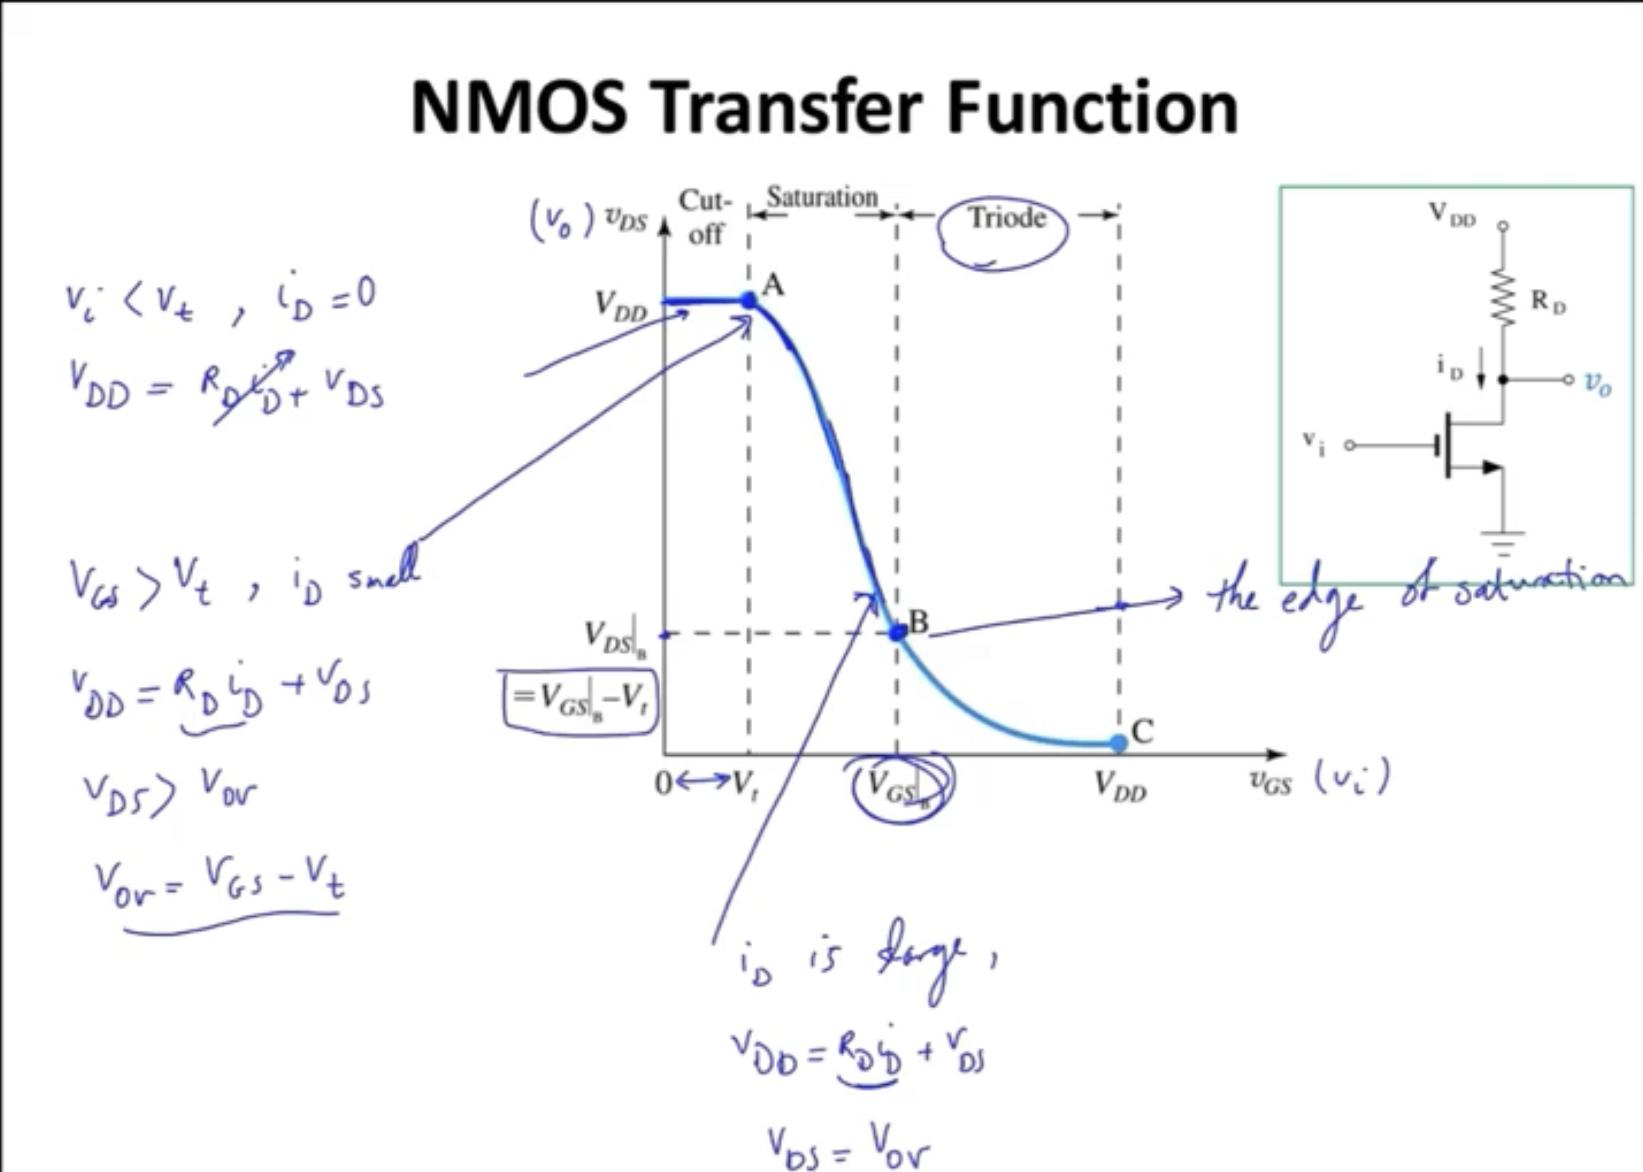 NMOS Transfer Function
Cut-
off
Saturation
Triode
(v₀) v_DS
V_DD
A
v_i < V_t , i_D = 0
V_DD = R_D i_D + V_DS
V_GS > V_t , i_D small
V_DD = R_D i_D + V_DS
V_DS > V_ov
V_ov = V_GS - V_t
V_DS|_B
= V_GS|_B – V_t
B
the edge of saturation
C
0
V_t
V_GS|_B
V_DD
v_GS (v_i)
i_D is large,
V_DD = R_D i_D + V_DS
V_DS = V_ov
V_DD
R_D
i_D
v_o
v_i